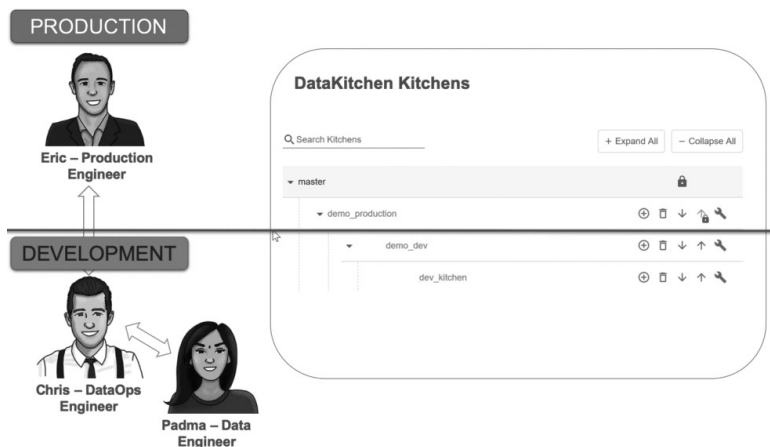 PRODUCTION
Eric – Production
Engineer
DEVELOPMENT
Chris – DataOps
Engineer
Padma – Data
Engineer
DataKitchen Kitchens
Search Kitchens
+ Expand All
− Collapse All
master
demo_production
demo_dev
dev_kitchen